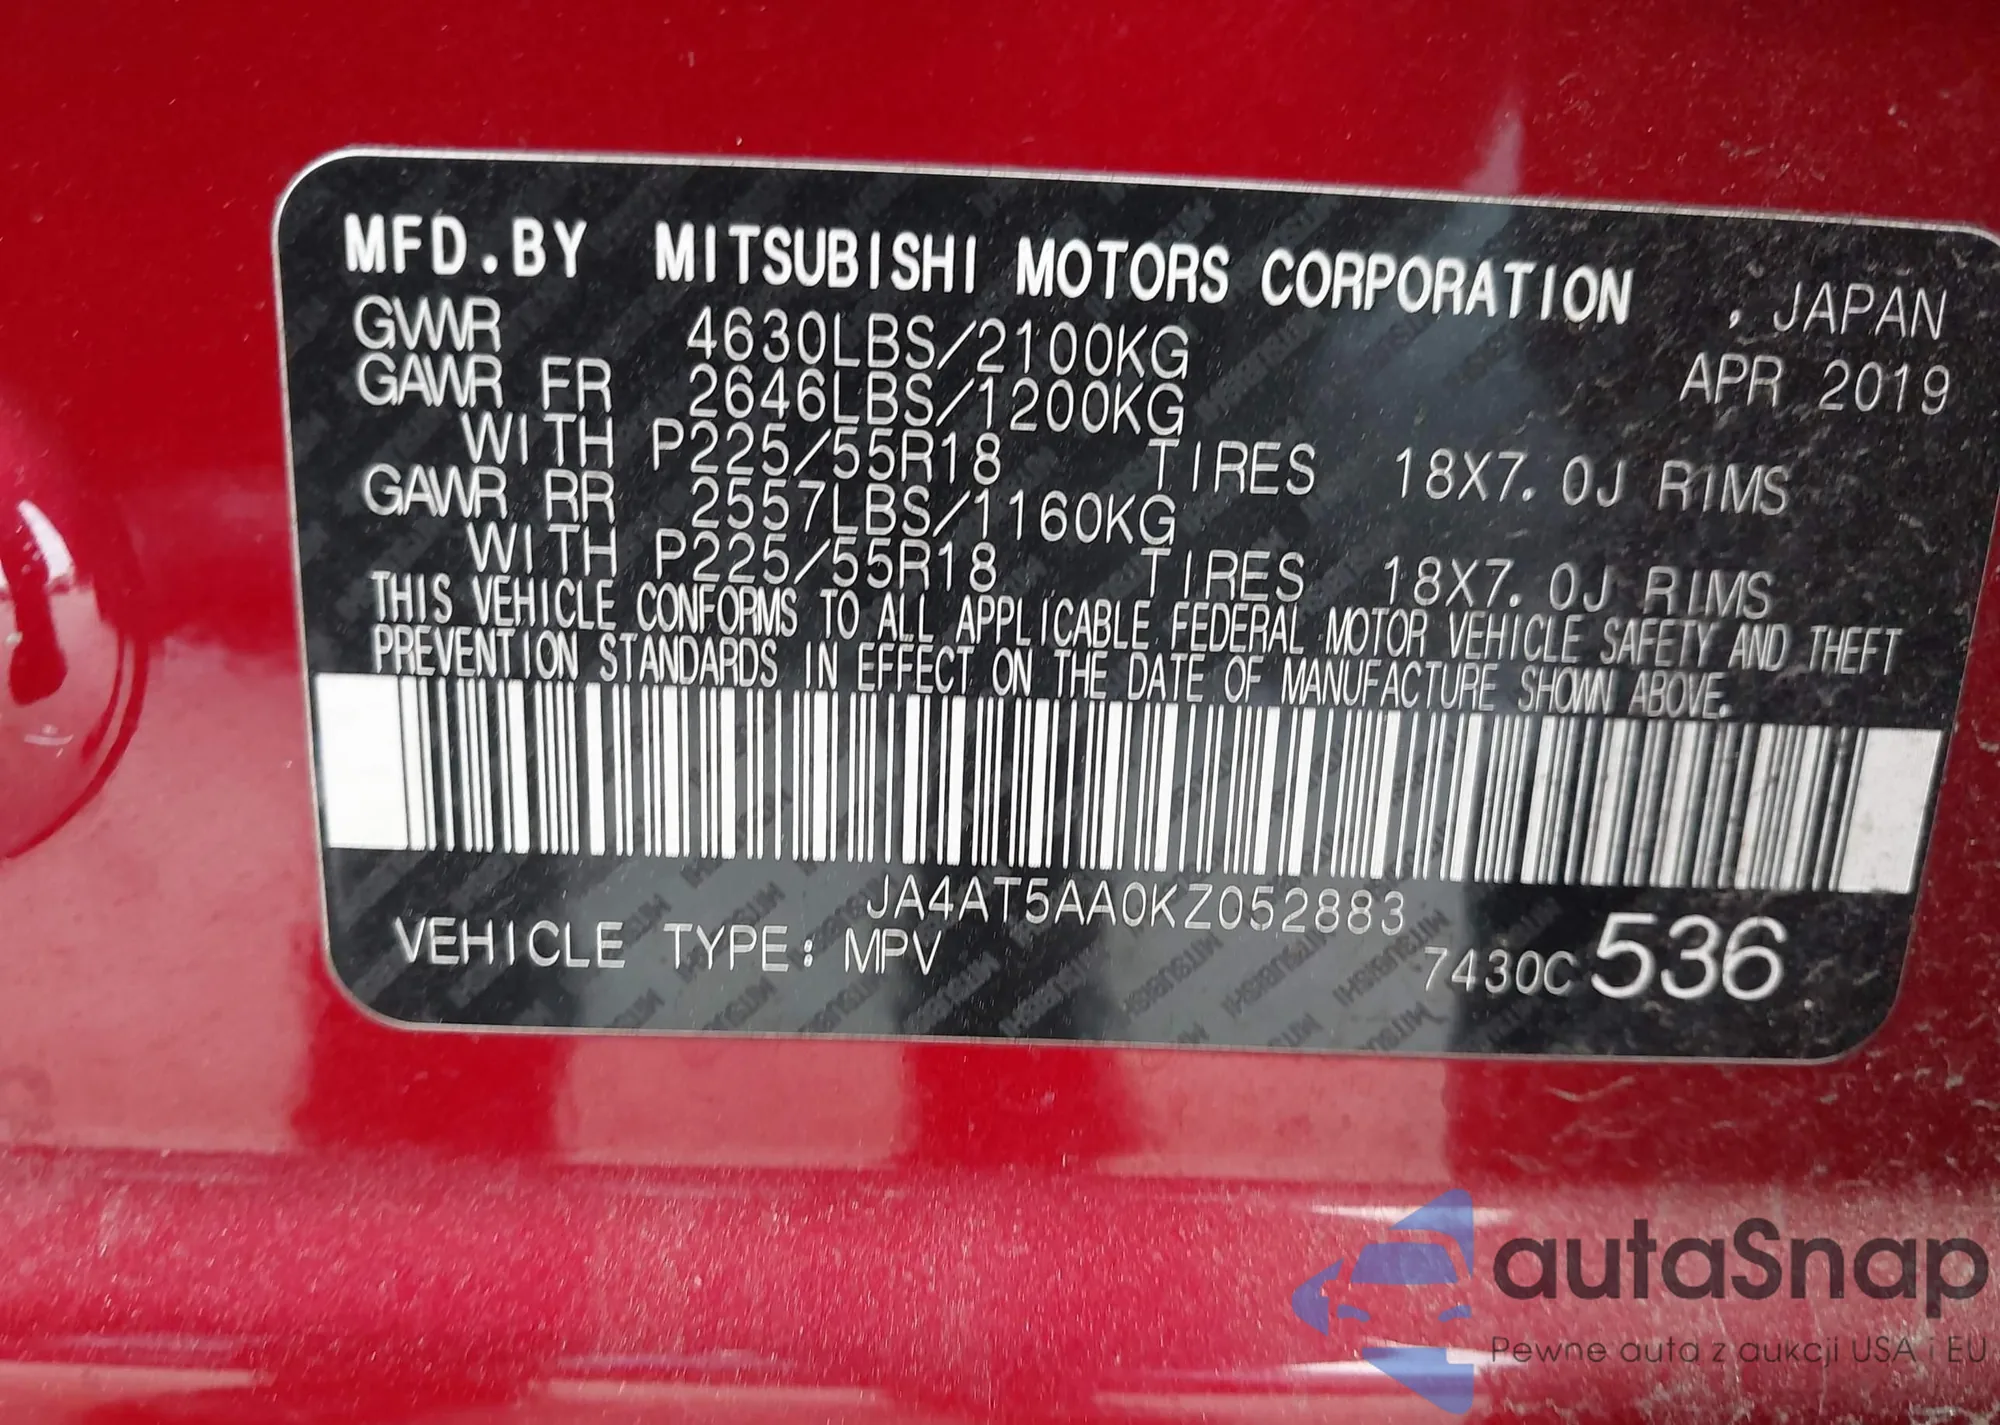 MFD.BY MITSUBISHI MOTORS CORPORATION , JAPAN
GVWR 4630LBS/2100KG APR 2019
GAWR FR 2646LBS/1200KG
WITH P225/55R18 TIRES 18X7.0J RIMS
GAWR RR 2557LBS/1160KG
WITH P225/55R18 TIRES 18X7.0J RIMS
THIS VEHICLE CONFORMS TO ALL APPLICABLE FEDERAL MOTOR VEHICLE SAFETY AND THEFT
PREVENTION STANDARDS IN EFFECT ON THE DATE OF MANUFACTURE SHOWN ABOVE.
JA4AT5AA0KZ052883
VEHICLE TYPE: MPV 7430C 536
autaSnap
Pewne auta z aukcji USA i EU